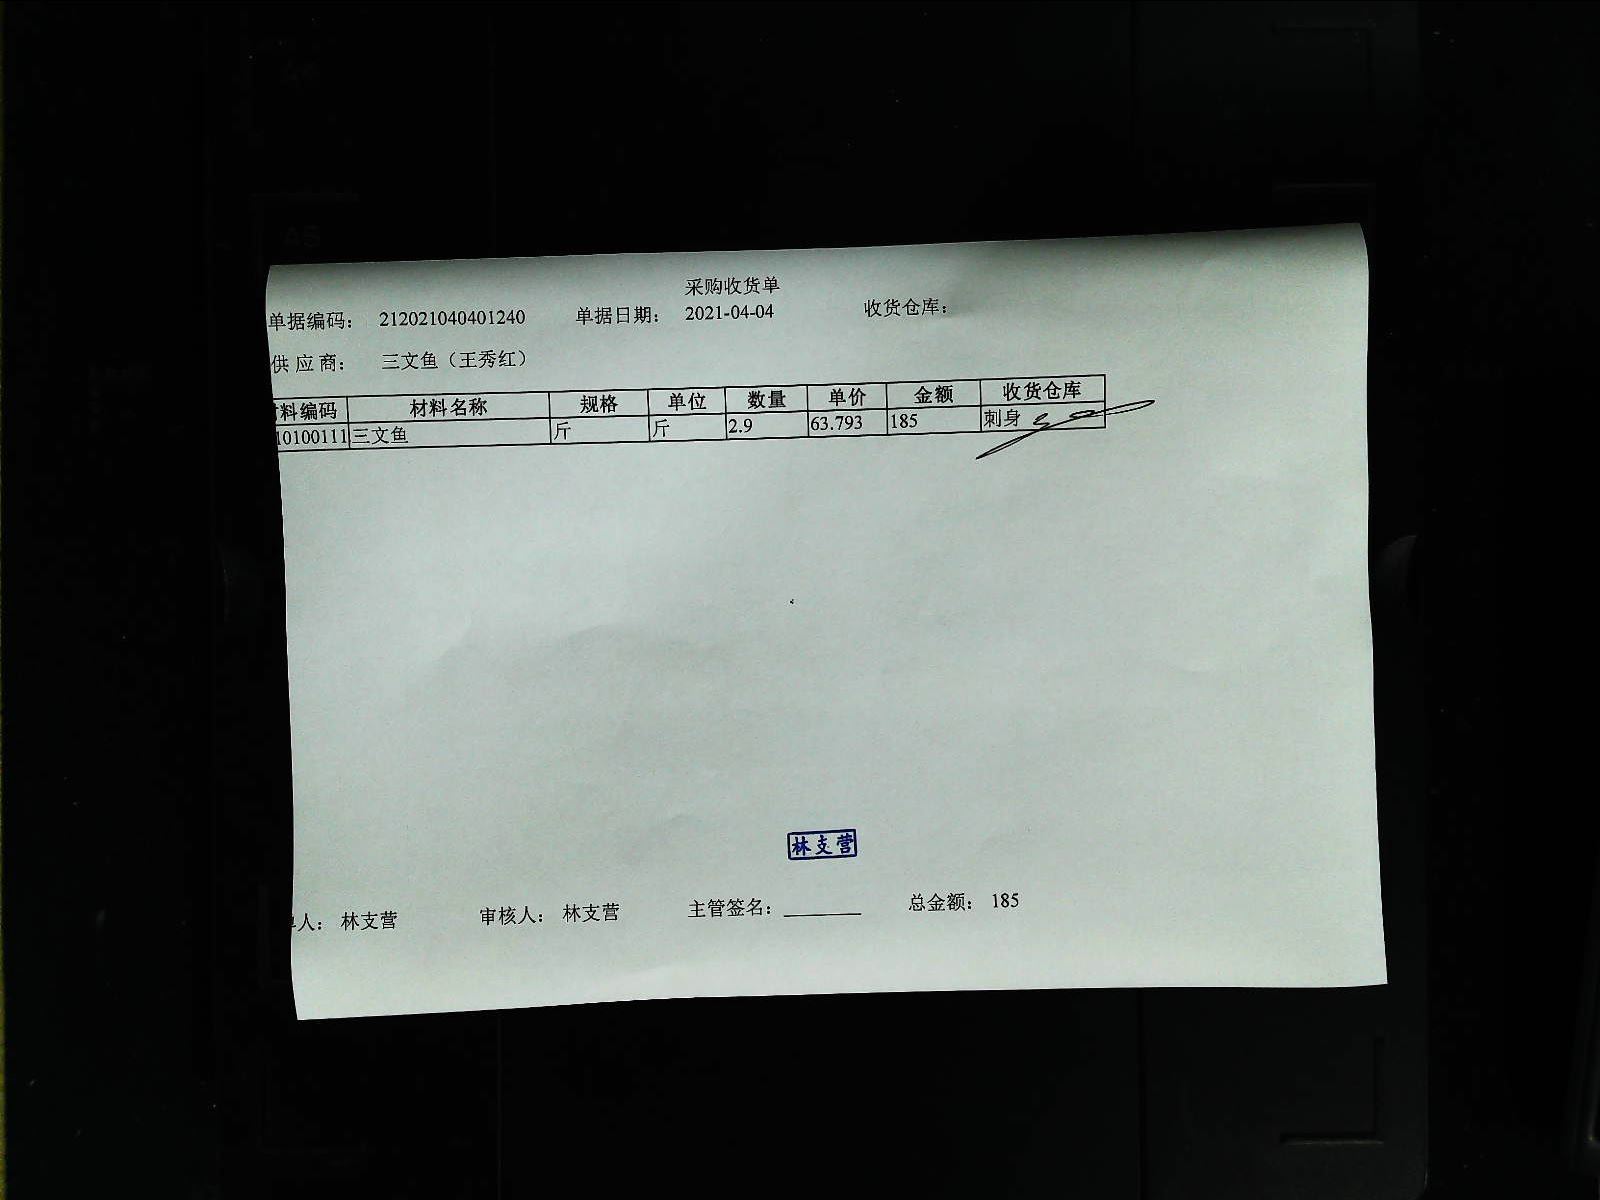 采购收货单
单据编码： 212021040401240 单据日期： 2021-04-04 收货仓库：
供 应 商： 三文鱼（王秀红）
料编码 材料名称 规格 单位 数量 单价 金额 收货仓库
10100111 三文鱼 斤 斤 2.9 63.793 185 刺身
林支营
人： 林支营 审核人： 林支营 主管签名：________ 总金额： 185